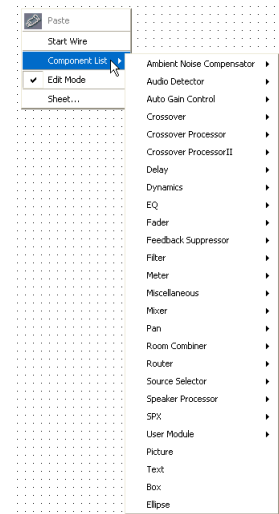 Paste
Start Wire
Component List
Edit Mode
Sheet...
Ambient Noise Compensator
Audio Detector
Auto Gain Control
Crossover
Crossover Processor
Crossover ProcessorII
Delay
Dynamics
EQ
Fader
Feedback Suppressor
Filter
Meter
Miscellaneous
Mixer
Pan
Room Combiner
Router
Source Selector
Speaker Processor
SPX
User Module
Picture
Text
Box
Ellipse